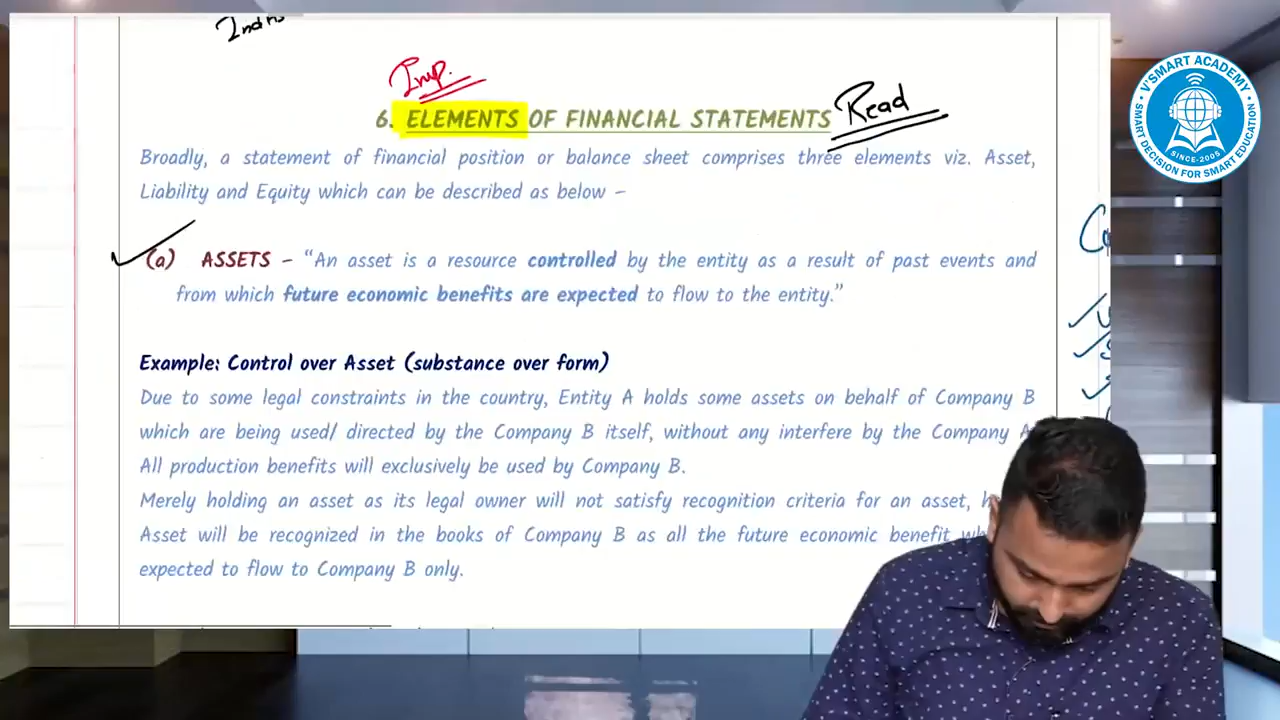 Imp.
6. ELEMENTS OF FINANCIAL STATEMENTS Read
Broadly, a statement of financial position or balance sheet comprises three elements viz. Asset,
Liability and Equity which can be described as below –
(a) ASSETS – “An asset is a resource controlled by the entity as a result of past events and
from which future economic benefits are expected to flow to the entity.”
Example: Control over Asset (substance over form)
Due to some legal constraints in the country, Entity A holds some assets on behalf of Company B
which are being used/ directed by the Company B itself, without any interfere by the Company
All production benefits will exclusively be used by Company B.
Merely holding an asset as its legal owner will not satisfy recognition criteria for an asset,
Asset will be recognized in the books of Company B as all the future economic benefit
expected to flow to Company B only.
V'SMART ACADEMY
SMART DECISION FOR SMART EDUCATION
SINCE-2005